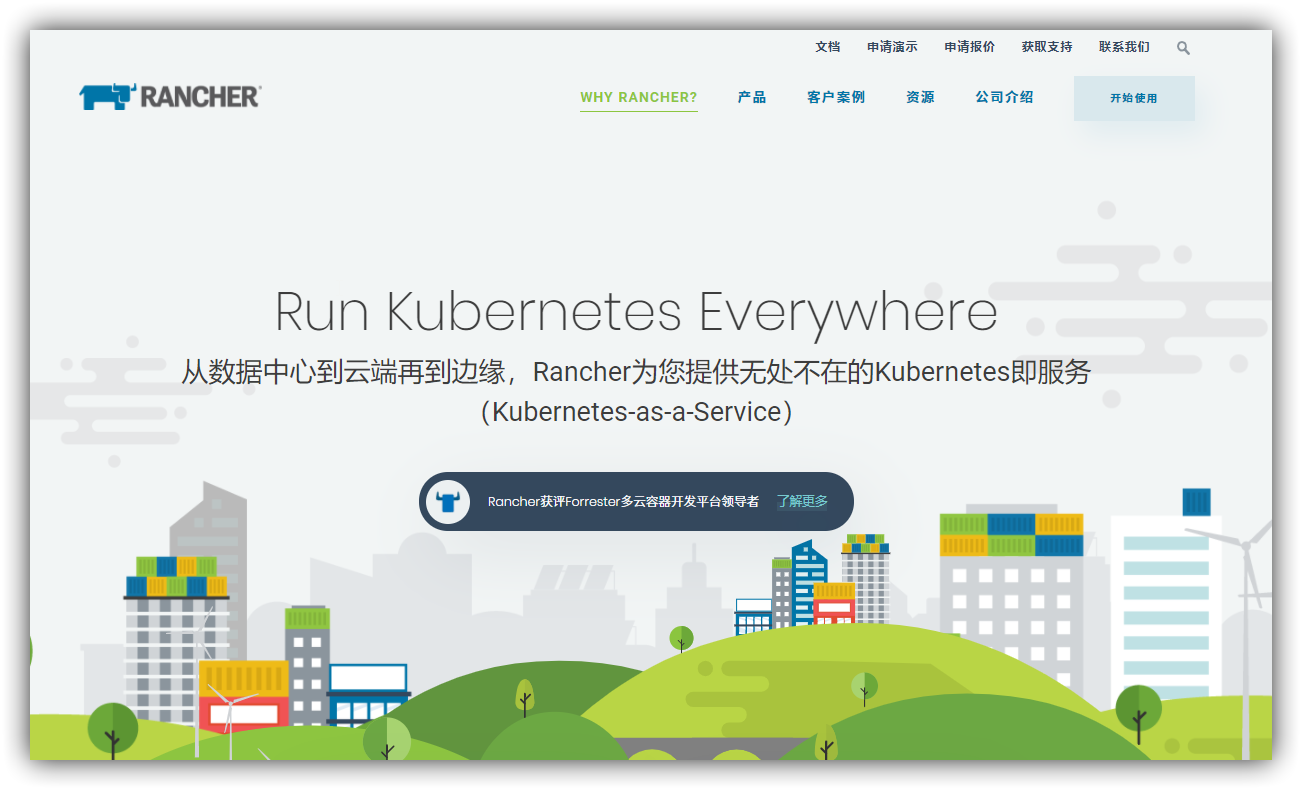 文档 申请演示 申请报价 获取支持 联系我们
RANCHER®
WHY RANCHER? 产品 客户案例 资源 公司介绍 开始使用
Run Kubernetes Everywhere
从数据中心到云端再到边缘，Rancher为您提供无处不在的Kubernetes即服务
（Kubernetes-as-a-Service）
Rancher获评Forrester多云容器开发平台领导者 了解更多